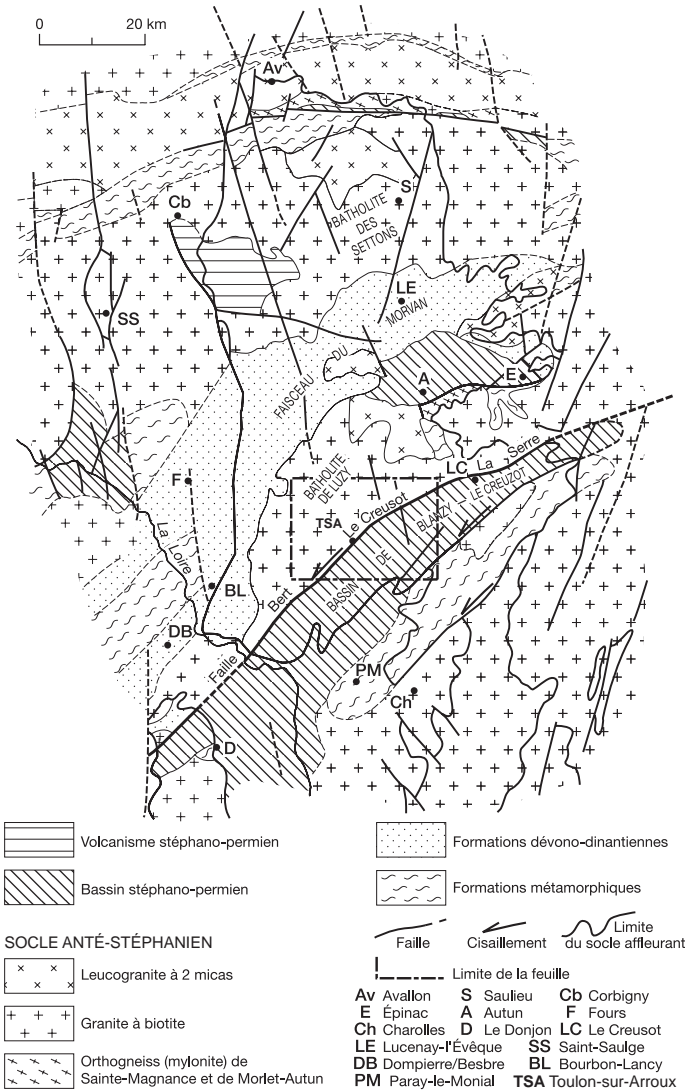 0 20 km
Av
S
BATHOLITE
DES
SETTONS
Cb
LE
MORVAN
SS
DU
FAISCEAU
A
E
F
BATHOLITE
DE LUZY
LC La Serre
TSA
Le Creusot
BLANZY - LE CREUZOT
DE
BASSIN
La Loire
BL
Bert
DB
Faille
PM
Ch
D
Volcanisme stéphano-permien
Bassin stéphano-permien
SOCLE ANTÉ-STÉPHANIEN
Leucogranite à 2 micas
Granite à biotite
Orthogneiss (mylonite) de
Sainte-Magnance et de Morlet-Autun
Formations dévono-dinantiennes
Formations métamorphiques
Faille Cisaillement Limite
du socle affleurant
Limite de la feuille
Av Avallon S Saulieu Cb Corbigny
E Épinac A Autun F Fours
Ch Charolles D Le Donjon LC Le Creusot
LE Lucenay-l'Évêque SS Saint-Saulge
DB Dompierre/Besbre BL Bourbon-Lancy
PM Paray-le-Monial TSA Toulon-sur-Arroux